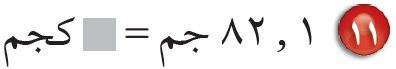 ١١ ٨٢ , ١ جم = كجم